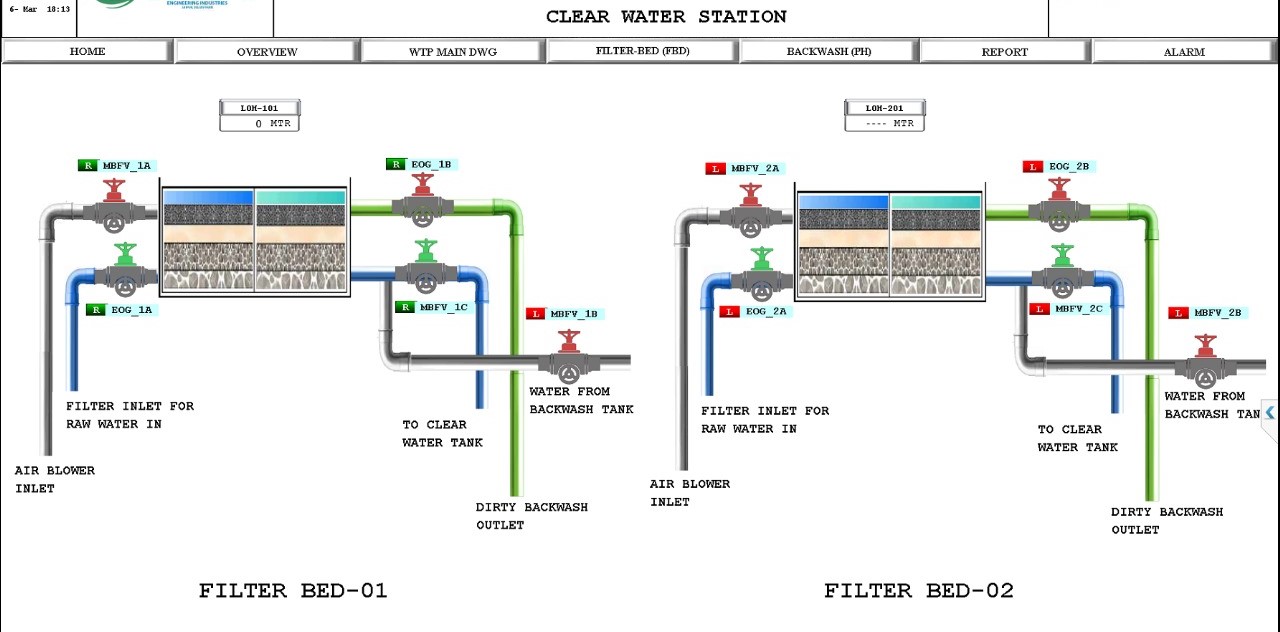 6- Mar 18:13
ENGINEERING INDUSTRIES
CLEAR WATER STATION
HOME
OVERVIEW
WTP MAIN DWG
FILTER-BED (FBD)
BACKWASH (PH)
REPORT
ALARM
LOH-101
0 MTR
LOH-201
---- MTR
R MBFV_1A
R EOG_1B
L MBFV_2A
L EOG_2B
R EOG_1A
R MBFV_1C
L MBFV_1B
L EOG_2A
L MBFV_2C
L MBFV_2B
FILTER INLET FOR
RAW WATER IN
AIR BLOWER
INLET
TO CLEAR
WATER TANK
WATER FROM
BACKWASH TANK
DIRTY BACKWASH
OUTLET
FILTER INLET FOR
RAW WATER IN
AIR BLOWER
INLET
TO CLEAR
WATER TANK
WATER FROM
BACKWASH TAN
DIRTY BACKWASH
OUTLET
FILTER BED-01
FILTER BED-02